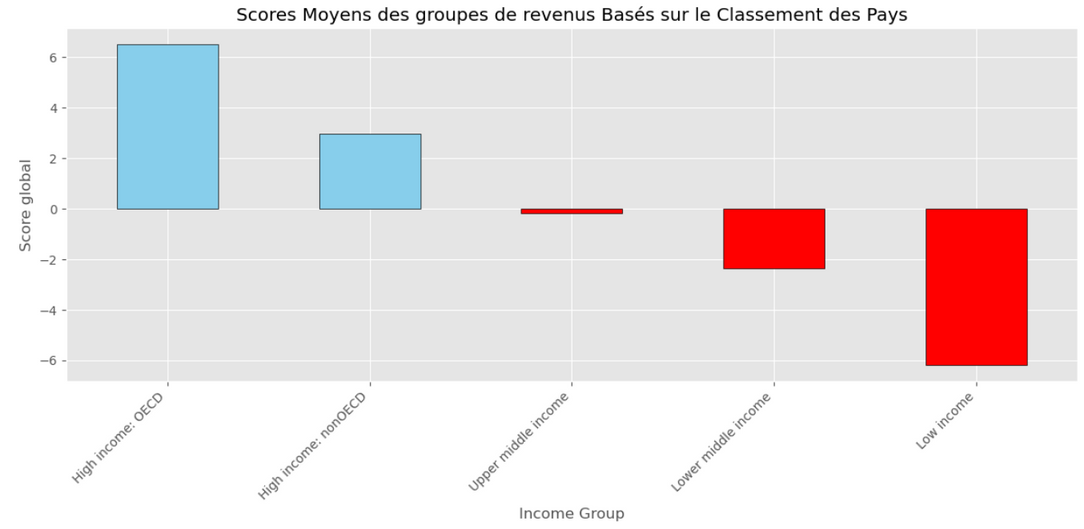 Scores Moyens des groupes de revenus Basés sur le Classement des Pays
Score global
6
4
2
0
−2
−4
−6
High income: OECD
High income: nonOECD
Upper middle income
Lower middle income
Low income
Income Group